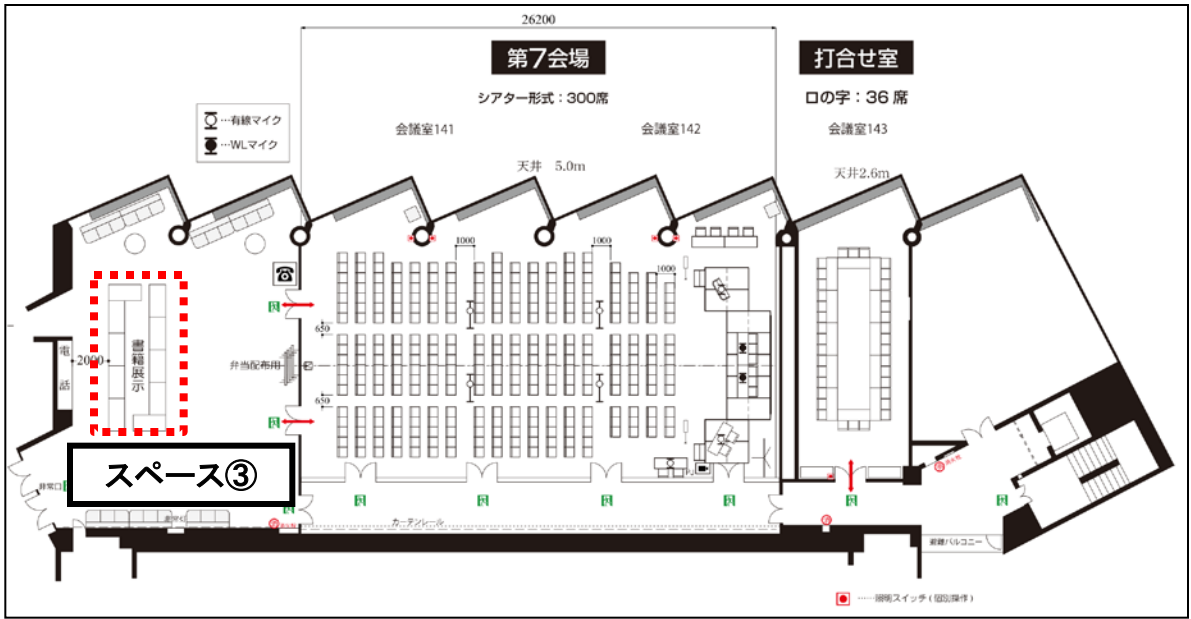 26200
第7会場
打合せ室
シアター形式：300席
ロの字：36席
…有線マイク
…WLマイク
会議室141
会議室142
会議室143
天井 5.0m
天井2.6m
1000
1000
1000
650
650
電話
2000
書籍展示
弁当配布用
スペース③
非常口
カーテンレール
避難バルコニー
……照明スイッチ(個別操作)